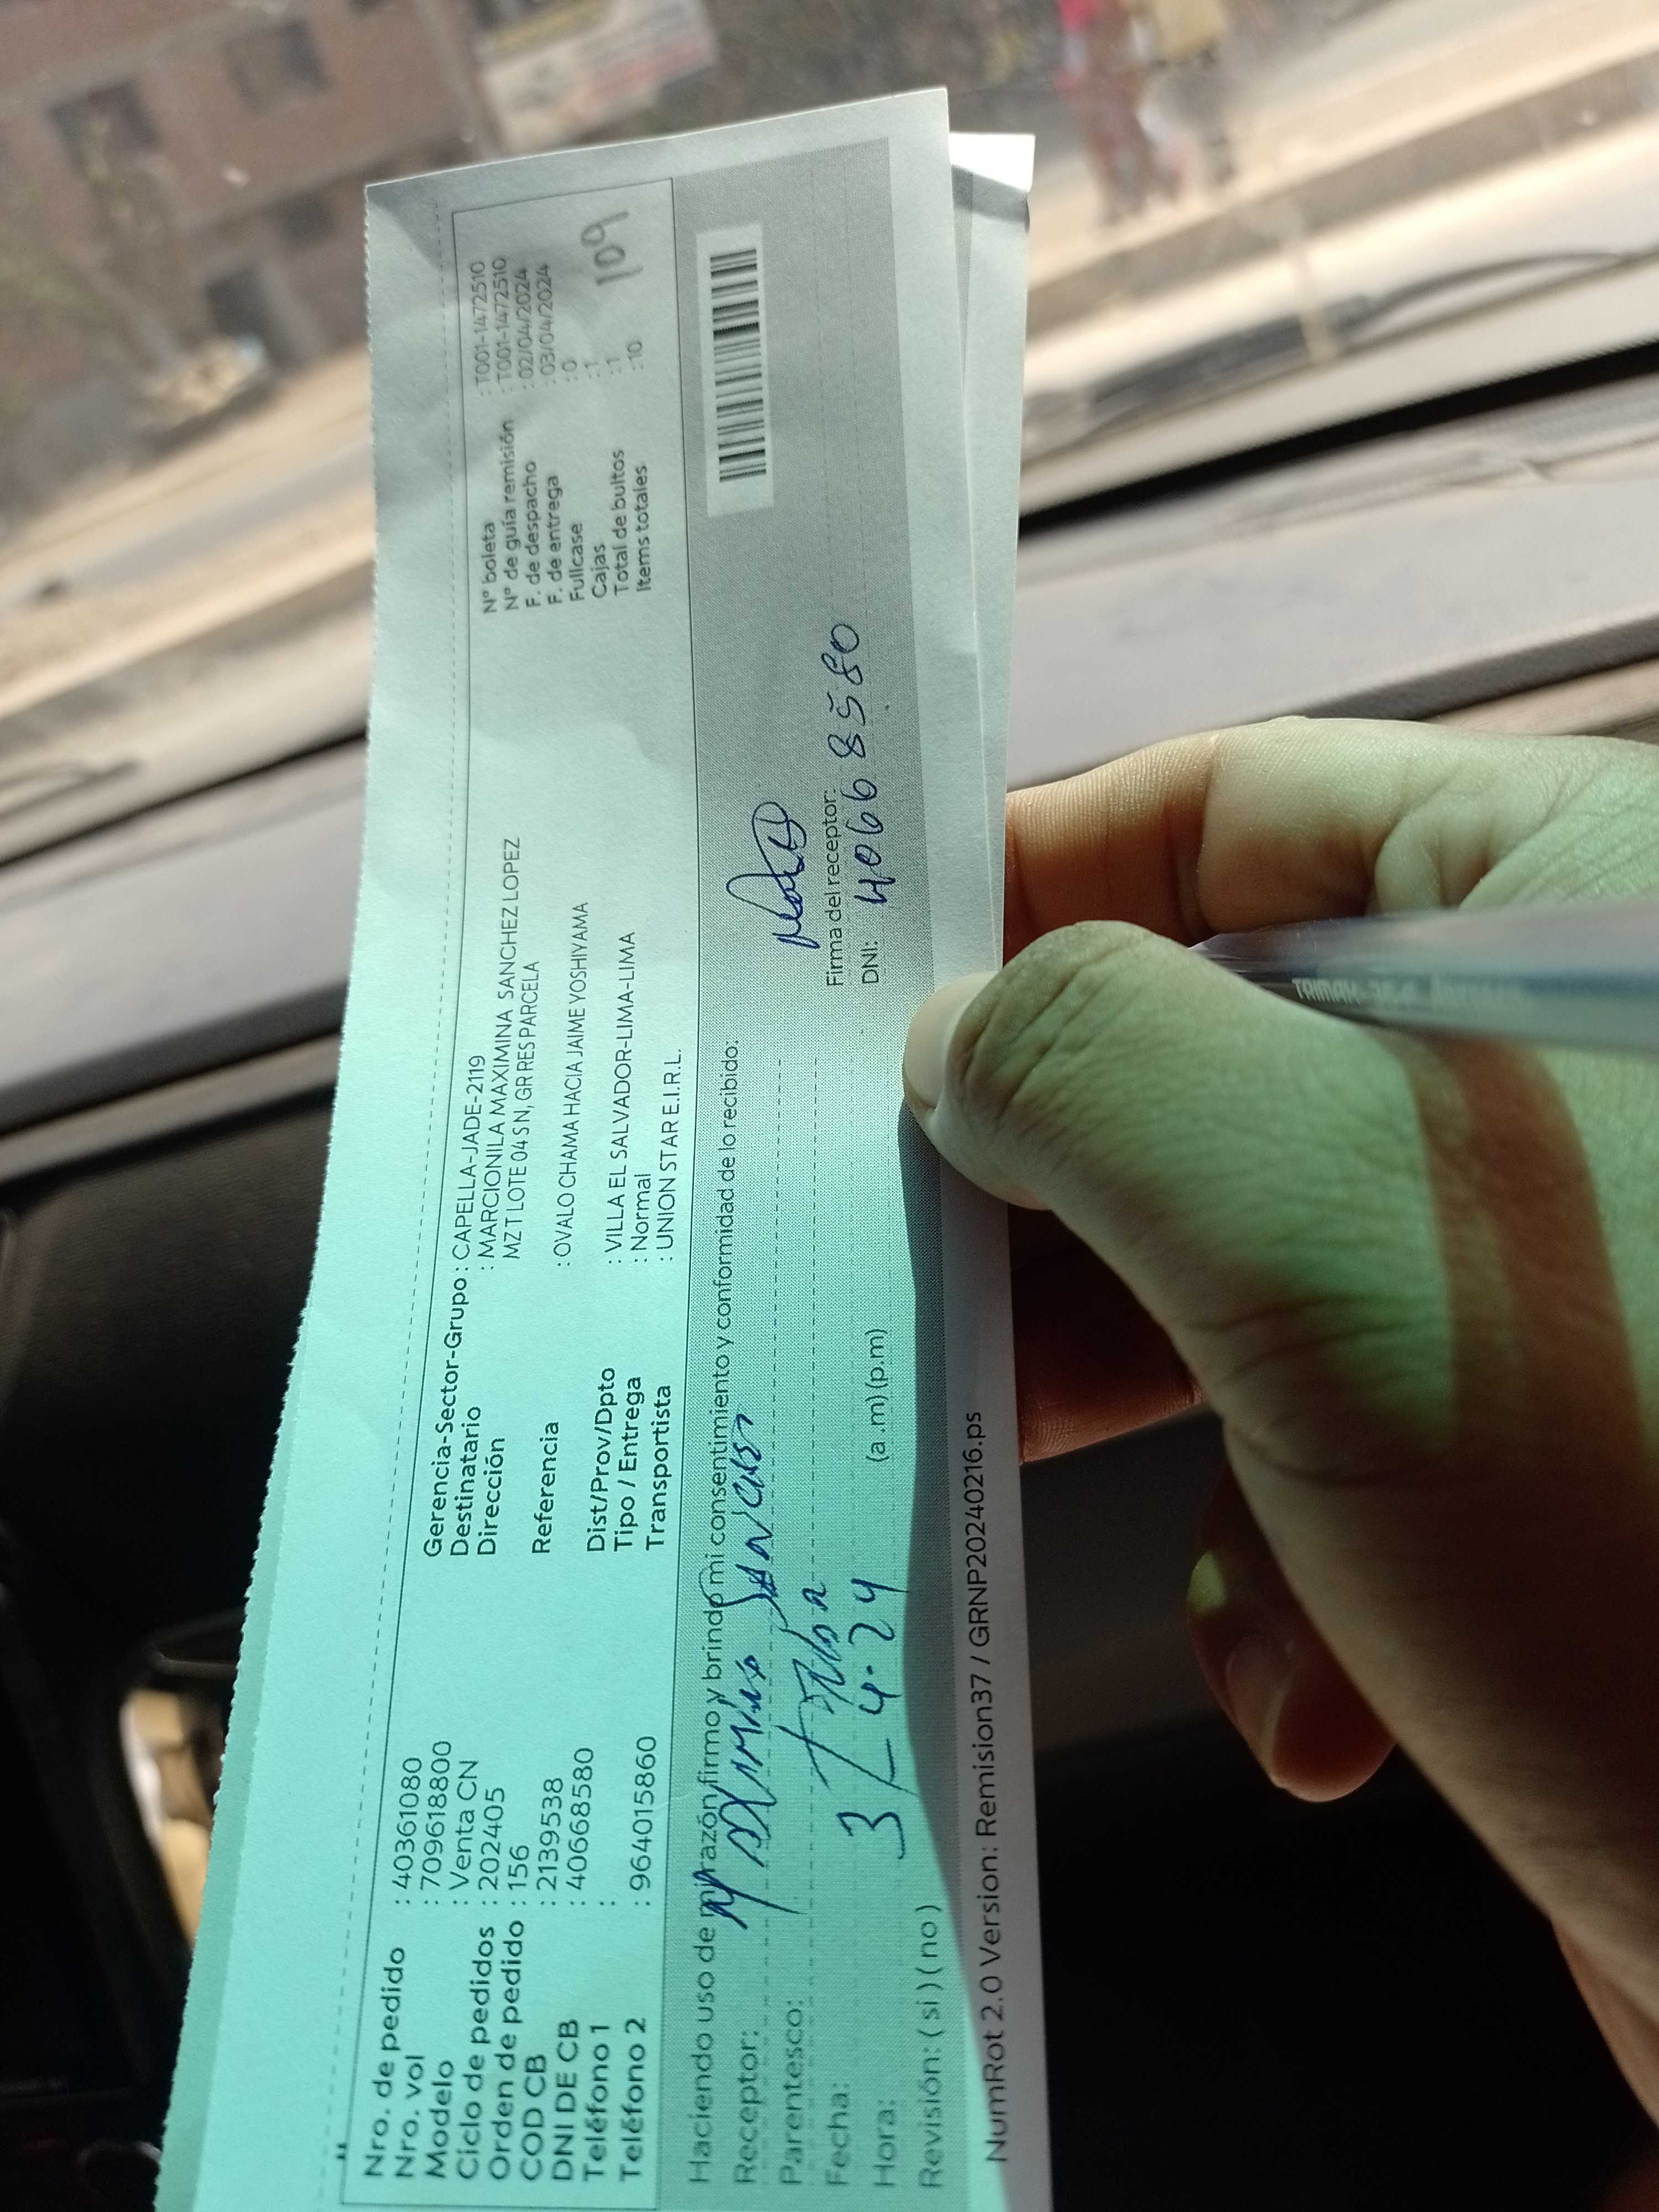 Nro. de pedido : 40361080
Nro. vol : 7096188​00
Modelo : Venta CN
Ciclo de pedidos : 202405
Orden de pedido : 156
COD CB : 2139538
DNI DE CB : 40668580
Teléfono 1 :
Teléfono 2 : 964015860
Gerencia-Sector-Grupo : CAPELLA-JADE-2119
Destinatario : MARCIONILA MAXIMINA SANCHEZ LOPEZ
Dirección MZ T LOTE 04 S N, GR RES PARCELA
Referencia : OVALO CHAMA HACIA JAIME YOSHIYAMA
Dist/Prov/Dpto : VILLA EL SALVADOR-LIMA-LIMA
Tipo / Entrega : Normal
Transportista : UNION STAR E.I.R.L.
N° boleta : T001-1472510
N° de guía remisión : T001-1472510
F. de despacho : 02/04/2024
F. de entrega : 03/04/2024
Fullcase : 0
Cajas : 1
Total de bultos : 1
Items totales : 10
109
Haciendo uso de mi razón firmo y brindo mi consentimiento y conformidad de lo recibido:
Receptor:
Parentesco:
Fecha: 3 4. 24
Hora: (a .m) (p.m)
Revisión: ( si ) ( no )
Firma del receptor:
DNI: 40668580
NumRot 2.0 Version: Remision37 / GRNP20240216.ps
TRIMAX